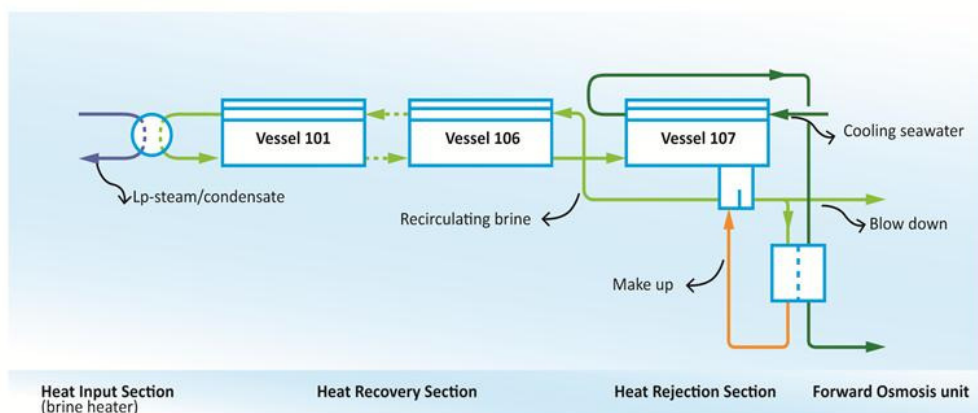 Vessel 101
Vessel 106
Vessel 107
Cooling seawater
Lp-steam/condensate
Recirculating brine
Blow down
Make up
Heat Input Section
(brine heater)
Heat Recovery Section
Heat Rejection Section
Forward Osmosis unit